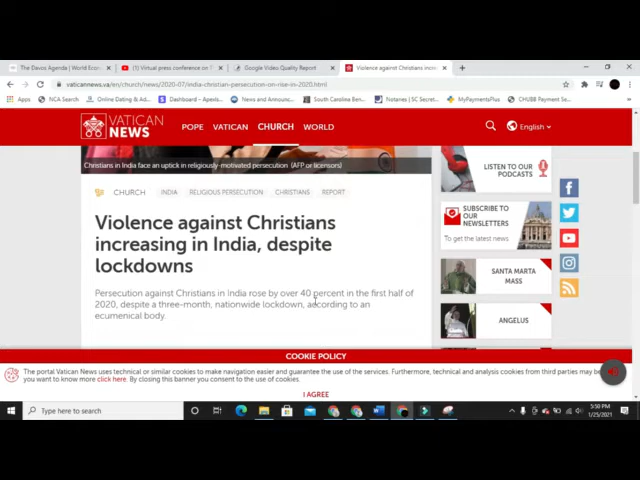 The Davos Agenda | World Econ
(1) Virtual press conference on F
Google Video Quality Report
Violence against Christians incre
vaticannews.va/en/church/news/2020-07/india-christian-persecution-on-rise-in-2020.html
Apps
NCA Search
Online Dating & Ad...
Dashboard – Apeels...
News and Announc...
South Carolina Ben...
Notaries | SC Secret...
MyPaymentsPlus
CHUBB Payment Se...
VATICAN
NEWS
POPE
VATICAN
CHURCH
WORLD
English
Christians in India face an uptick in religiously-motivated persecution (AFP or licensors)
CHURCH
INDIA
RELIGIOUS PERSECUTION
CHRISTIANS
REPORT
Violence against Christians
increasing in India, despite
lockdowns
Persecution against Christians in India rose by over 40 percent in the first half of
2020, despite a three-month, nationwide lockdown, according to an
ecumenical body.
LISTEN TO OUR
PODCASTS
SUBSCRIBE TO
OUR
NEWSLETTERS
To get the latest news
SANTA MARTA
MASS
ANGELUS
COOKIE POLICY
The portal Vatican News uses technical or similar cookies to make navigation easier and guarantee the use of the services. Furthermore, technical and analysis cookies from third parties may be
you want to know more click here. By closing this banner you consent to the use of cookies.
I AGREE
Type here to search
5:50 PM
1/25/2021